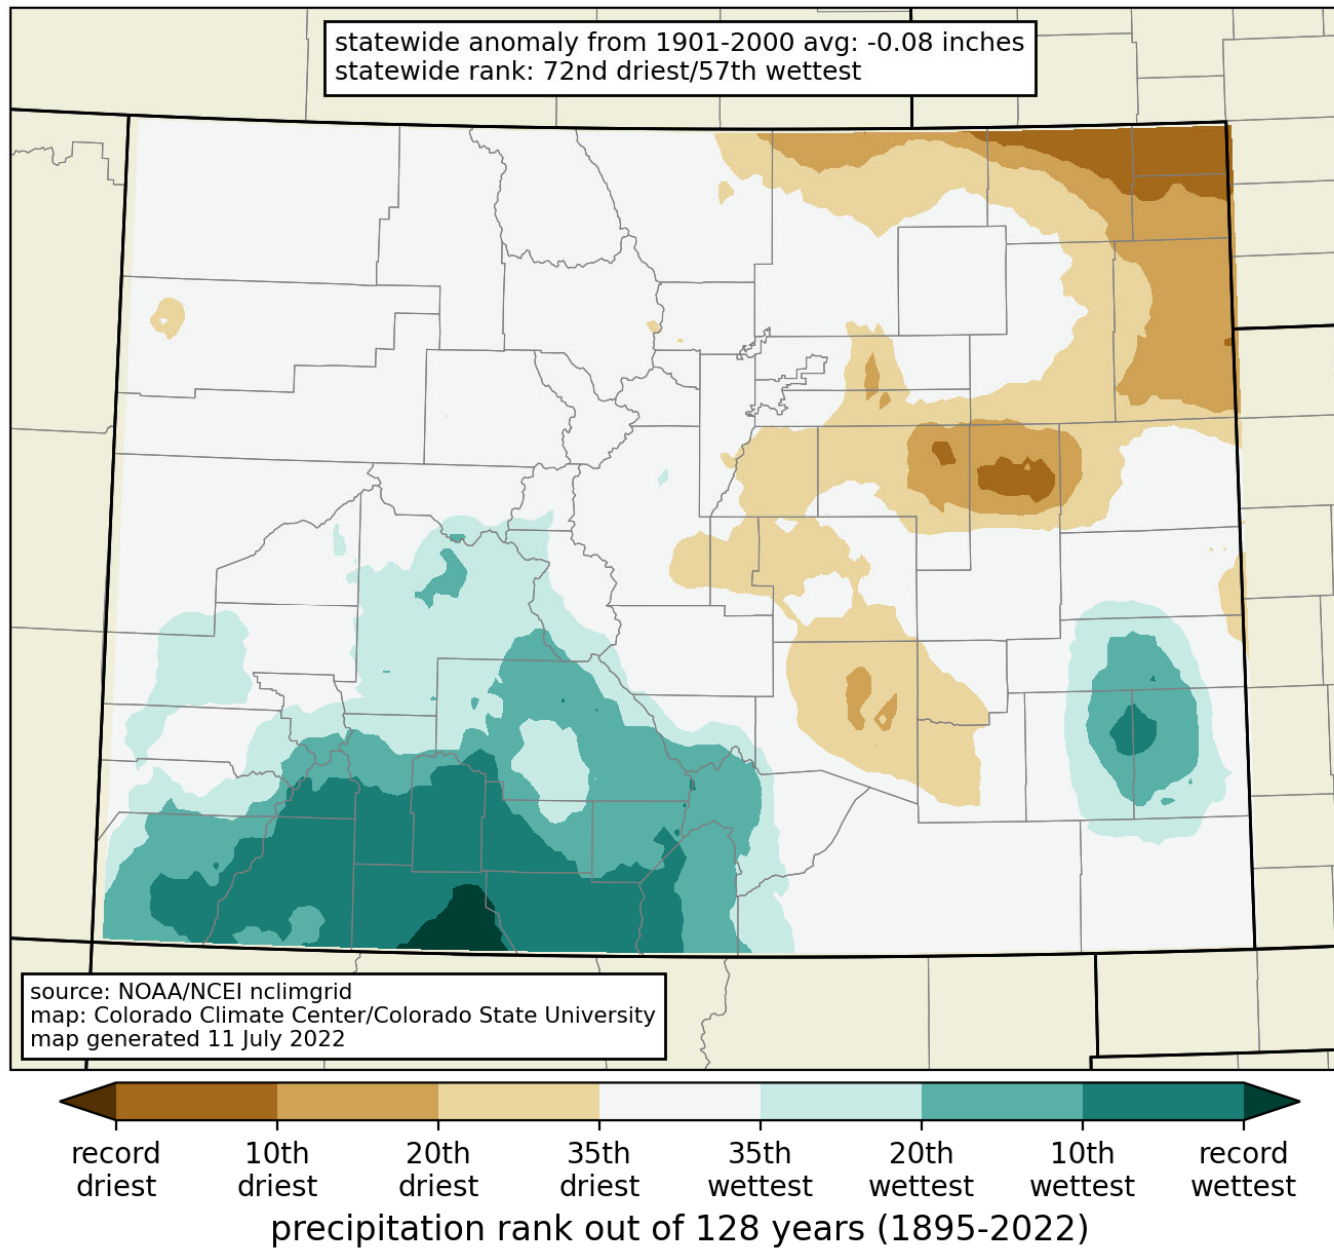 statewide anomaly from 1901-2000 avg: -0.08 inches
statewide rank: 72nd driest/57th wettest
source: NOAA/NCEI nclimgrid
map: Colorado Climate Center/Colorado State University
map generated 11 July 2022
record driest
10th driest
20th driest
35th driest
35th wettest
20th wettest
10th wettest
record wettest
precipitation rank out of 128 years (1895-2022)